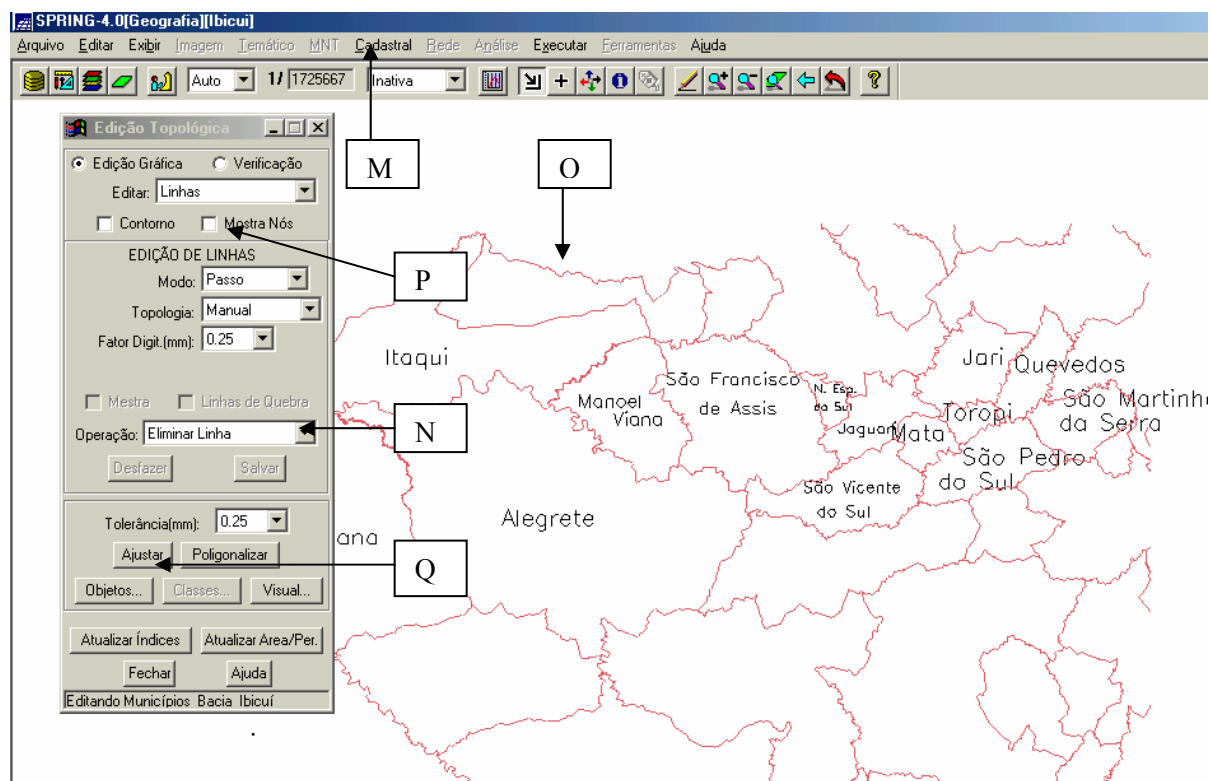 SPRING-4.0[Geografia][Ibicui]
Arquivo Editar Exibir Imagem Temático MNT Cadastral Rede Análise Executar Ferramentas Ajuda
Auto 1/ 1725667 Inativa
Edição Topológica
Edição Gráfica Verificação
Editar: Linhas
Contorno Mostra Nós
EDIÇÃO DE LINHAS
Modo: Passo
Topologia: Manual
Fator Digit.(mm): 0.25
Mestra Linhas de Quebra
Operação: Eliminar Linha
Desfazer Salvar
Tolerância(mm): 0.25
Ajustar Poligonalizar
Objetos... Classes... Visual...
Atualizar Índices Atualizar Area/Per.
Fechar Ajuda
Editando Municípios Bacia Ibicuí
M
O
P
N
Q
Itaqui
Manoel
Viana
São Francisco
de Assis
N. Esp.
do Sul
Jaguari
Mata
Jari
Quevedos
Toropi
São Martinho
da Serra
São Pedro
do Sul
São Vicente
do Sul
Alegrete
ana